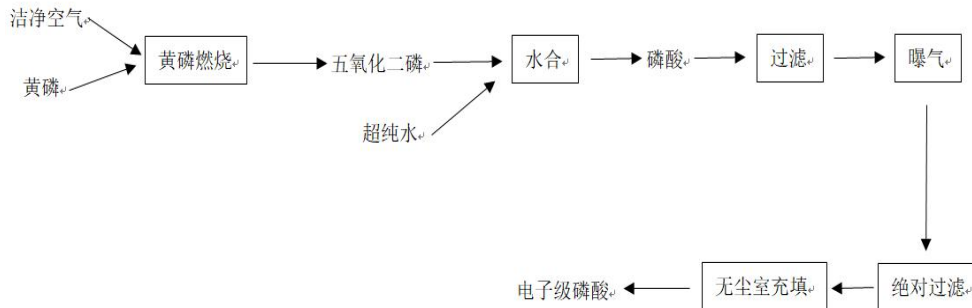 洁净空气
黄磷
黄磷燃烧
五氧化二磷
超纯水
水合
磷酸
过滤
曝气
绝对过滤
无尘室充填
电子级磷酸